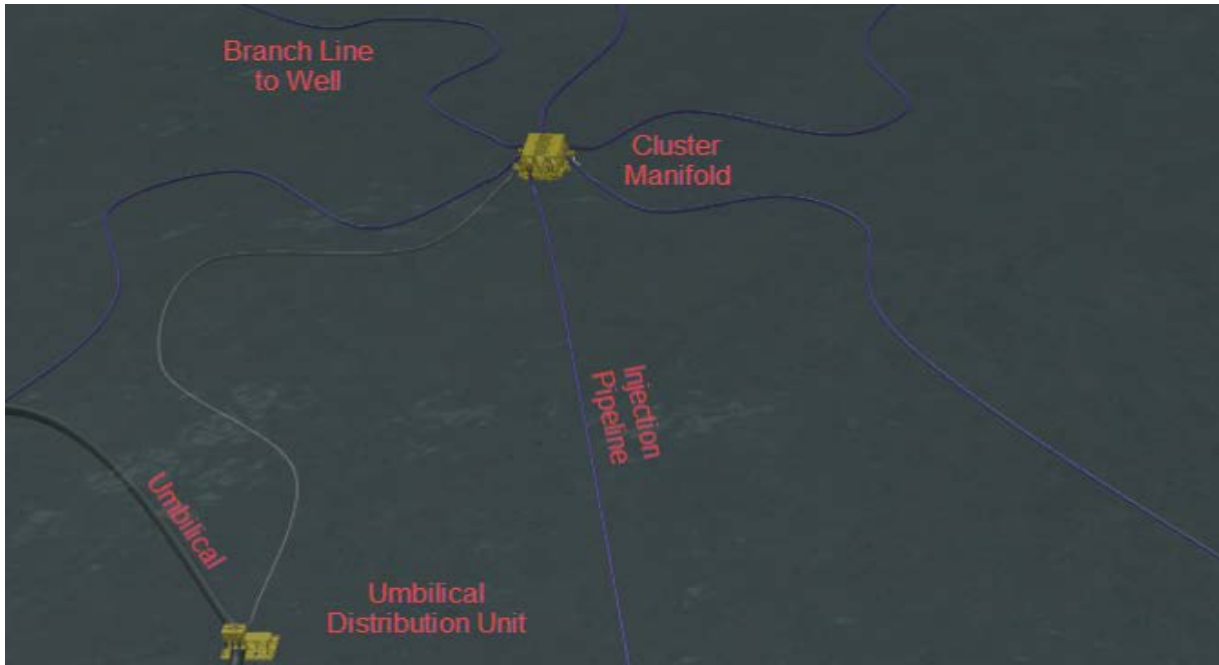 Branch Line
to Well
Cluster
Manifold
Injection
Pipeline
Umbilical
Umbilical
Distribution Unit